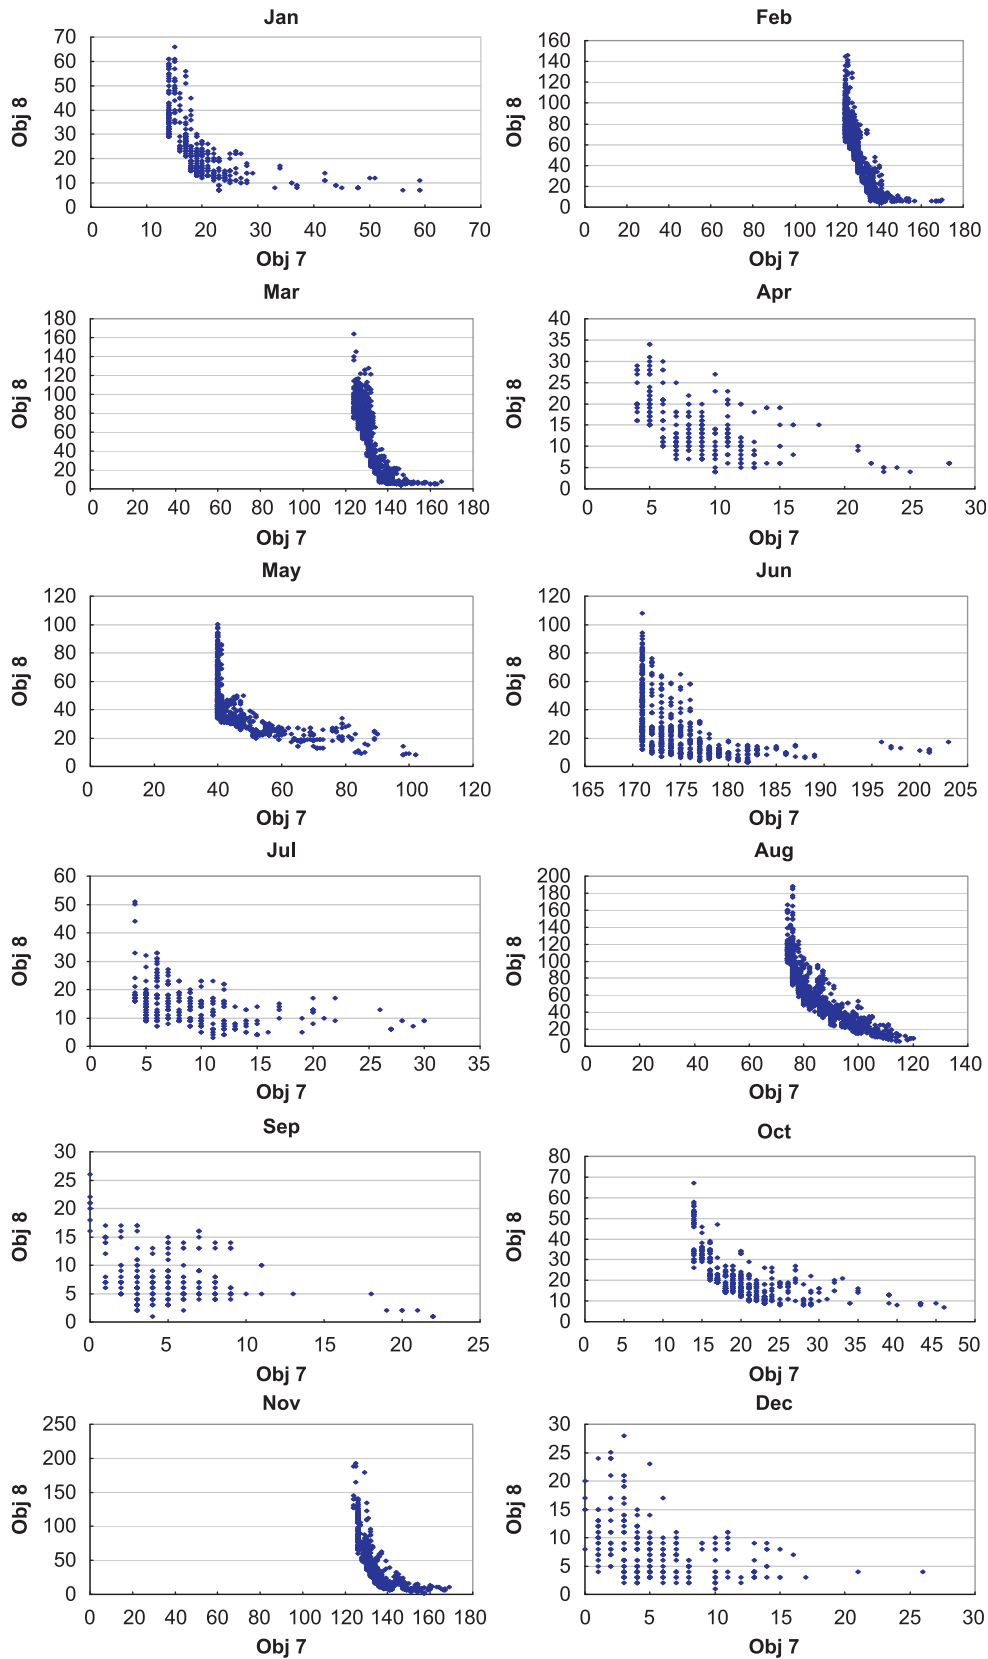 Jan
70
60
50
40
30
20
10
0
Obj 8
0 10 20 30 40 50 60 70
Obj 7
Feb
160
140
120
100
80
60
40
20
0
Obj 8
0 20 40 60 80 100 120 140 160 180
Obj 7
Mar
180
160
140
120
100
80
60
40
20
0
Obj 8
0 20 40 60 80 100 120 140 160 180
Obj 7
Apr
40
35
30
25
20
15
10
5
0
Obj 8
0 5 10 15 20 25 30
Obj 7
May
120
100
80
60
40
20
0
Obj 8
0 20 40 60 80 100 120
Obj 7
Jun
120
100
80
60
40
20
0
Obj 8
165 170 175 180 185 190 195 200 205
Obj 7
Jul
60
50
40
30
20
10
0
Obj 8
0 5 10 15 20 25 30 35
Obj 7
Aug
200
180
160
140
120
100
80
60
40
20
0
Obj 8
0 20 40 60 80 100 120 140
Obj 7
Sep
30
25
20
15
10
5
0
Obj 8
0 5 10 15 20 25
Obj 7
Oct
80
70
60
50
40
30
20
10
0
Obj 8
0 5 10 15 20 25 30 35 40 45 50
Obj 7
Nov
250
200
150
100
50
0
Obj 8
0 20 40 60 80 100 120 140 160 180
Obj 7
Dec
30
25
20
15
10
5
0
Obj 8
0 5 10 15 20 25 30
Obj 7